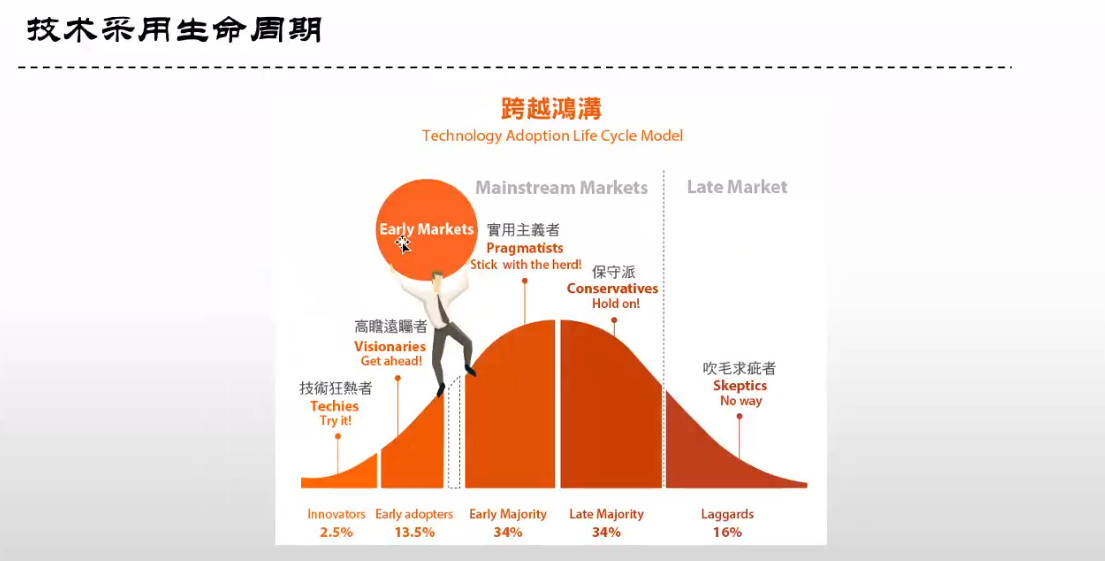 技术采用生命周期
跨越鴻溝
Technology Adoption Life Cycle Model
Early Markets
Mainstream Markets
Late Market
技術狂熱者
Techies
Try it!
高瞻遠矚者
Visionaries
Get ahead!
實用主義者
Pragmatists
Stick with the herd!
保守派
Conservatives
Hold on!
吹毛求疵者
Skeptics
No way
Innovators
2.5%
Early adopters
13.5%
Early Majority
34%
Late Majority
34%
Laggards
16%